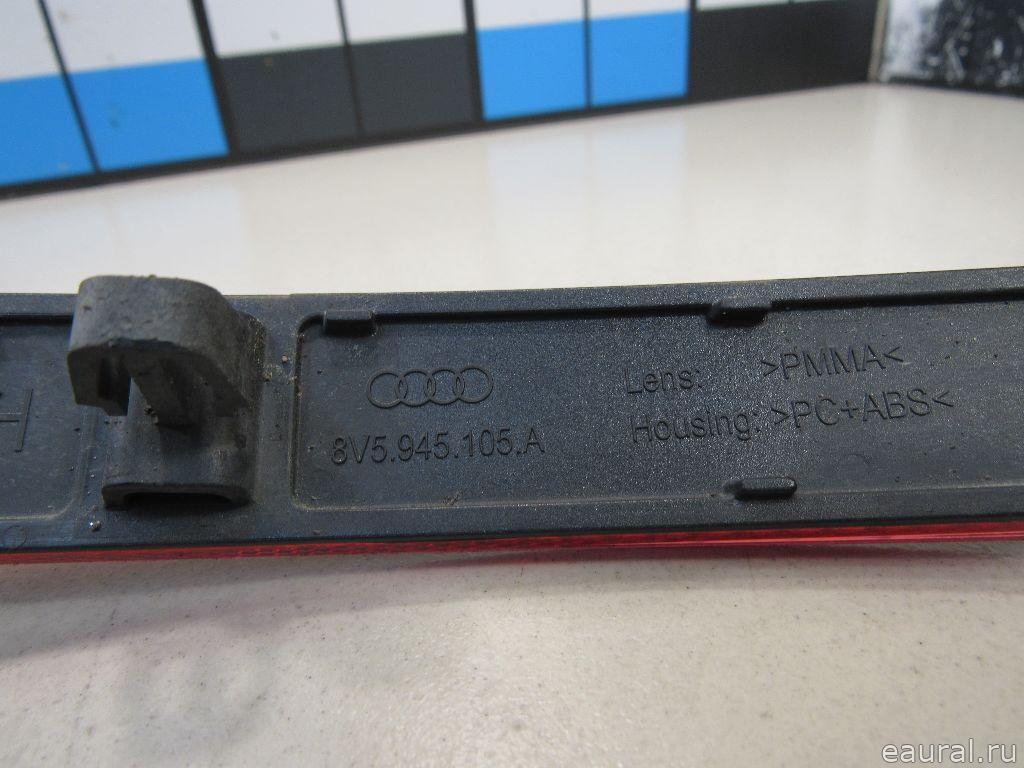 8V5.945.105.A
Lens: >PMMA<
Housing: >PC+ABS<
eaural.ru